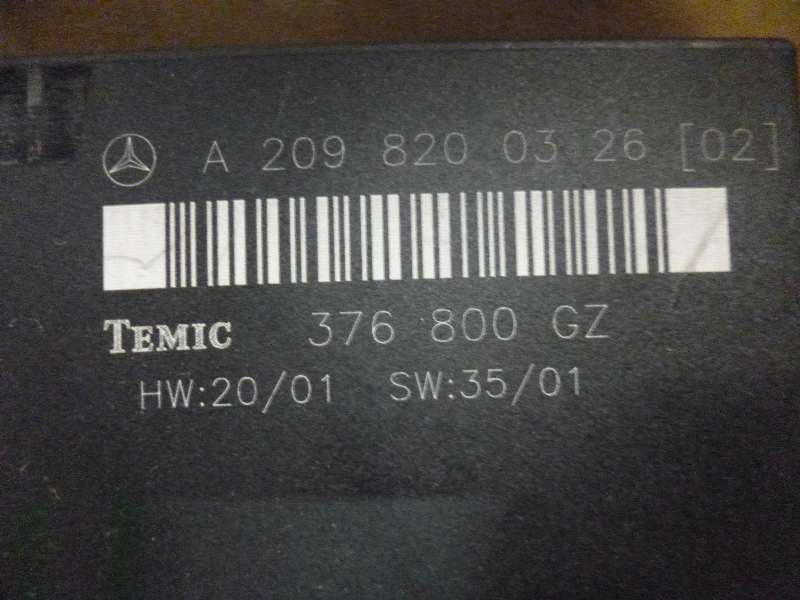 A 209 820 03 26 [02]
TEMIC 376 800 GZ
HW:20/01 SW:35/01